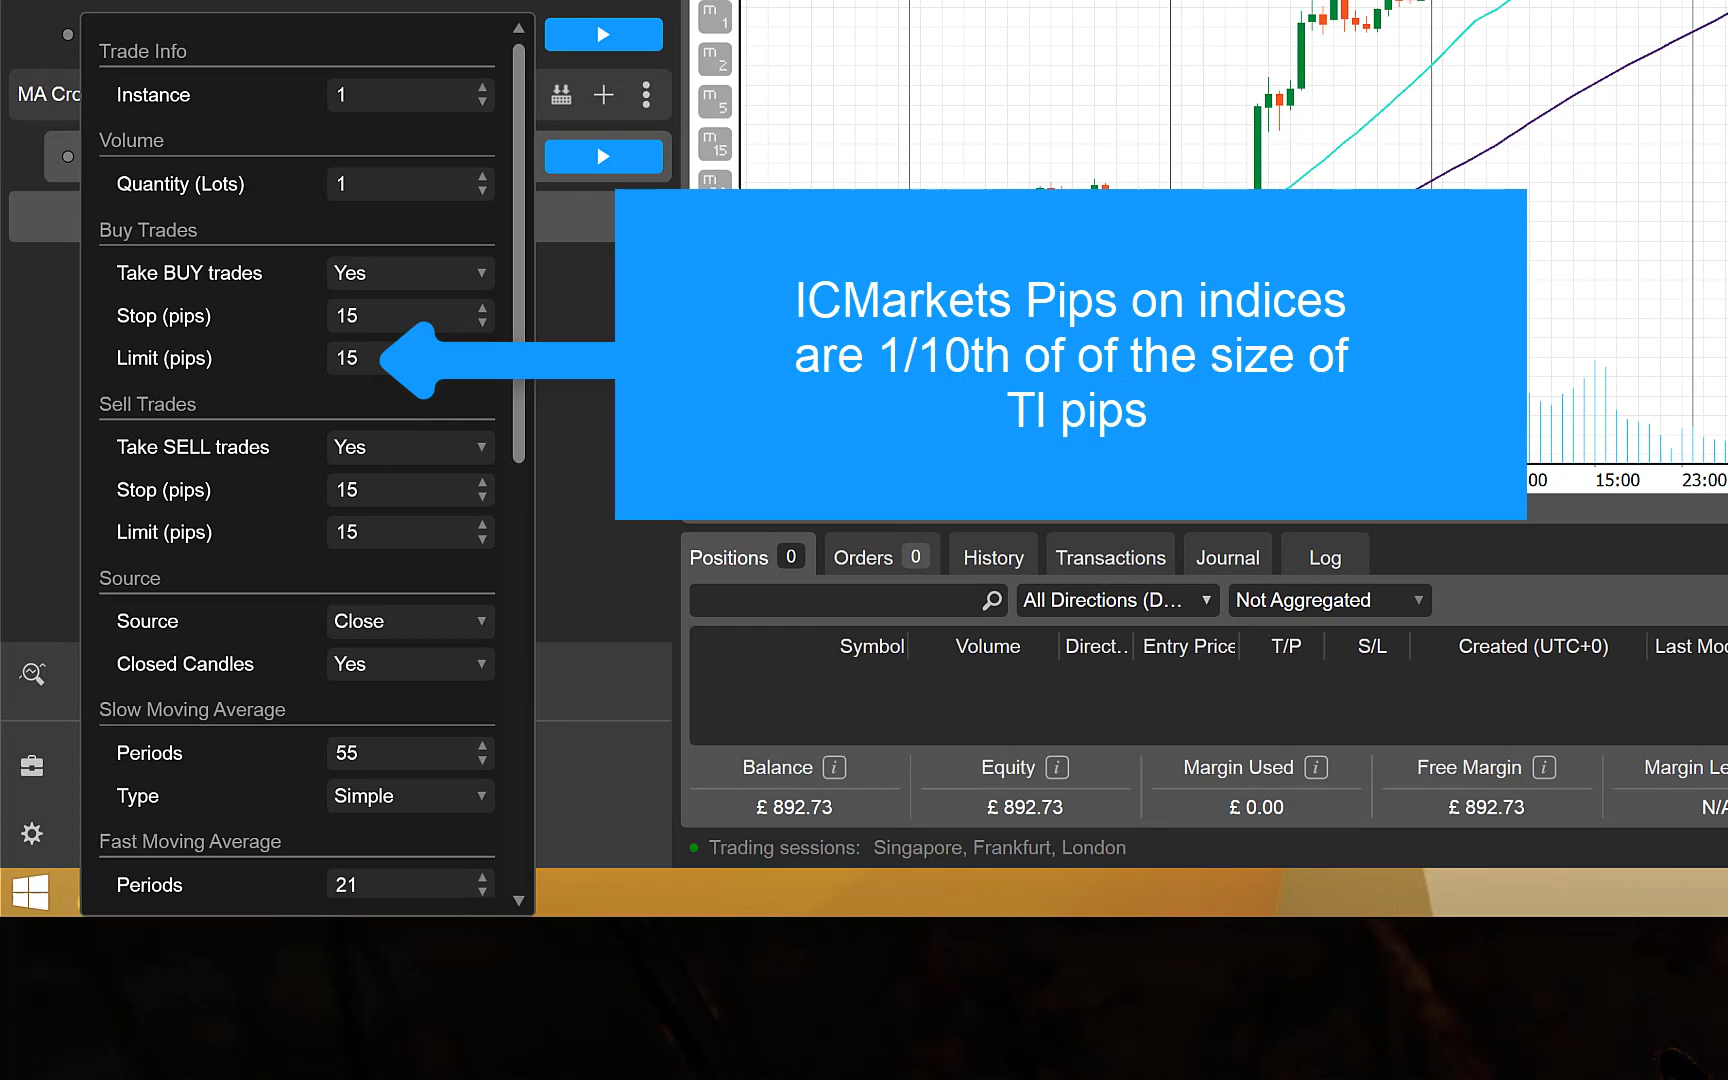 Trade Info
Instance 1
MA Cro
Volume
Quantity (Lots) 1
Buy Trades
Take BUY trades Yes
Stop (pips) 15
Limit (pips) 15
Sell Trades
Take SELL trades Yes
Stop (pips) 15
Limit (pips) 15
Source
Source Close
Closed Candles Yes
Slow Moving Average
Periods 55
Type Simple
Fast Moving Average
Periods 21
m 1
m 2
m 5
m 15
m
ICMarkets Pips on indices
are 1/10th of of the size of
TI pips
00 15:00 23:00
Positions 0 Orders 0 History Transactions Journal Log
All Directions (D... Not Aggregated
Symbol Volume Direct.. Entry Price T/P S/L Created (UTC+0) Last Mod
Balance i Equity i Margin Used i Free Margin i Margin Le
£ 892.73 £ 892.73 £ 0.00 £ 892.73 N/A
Trading sessions: Singapore, Frankfurt, London